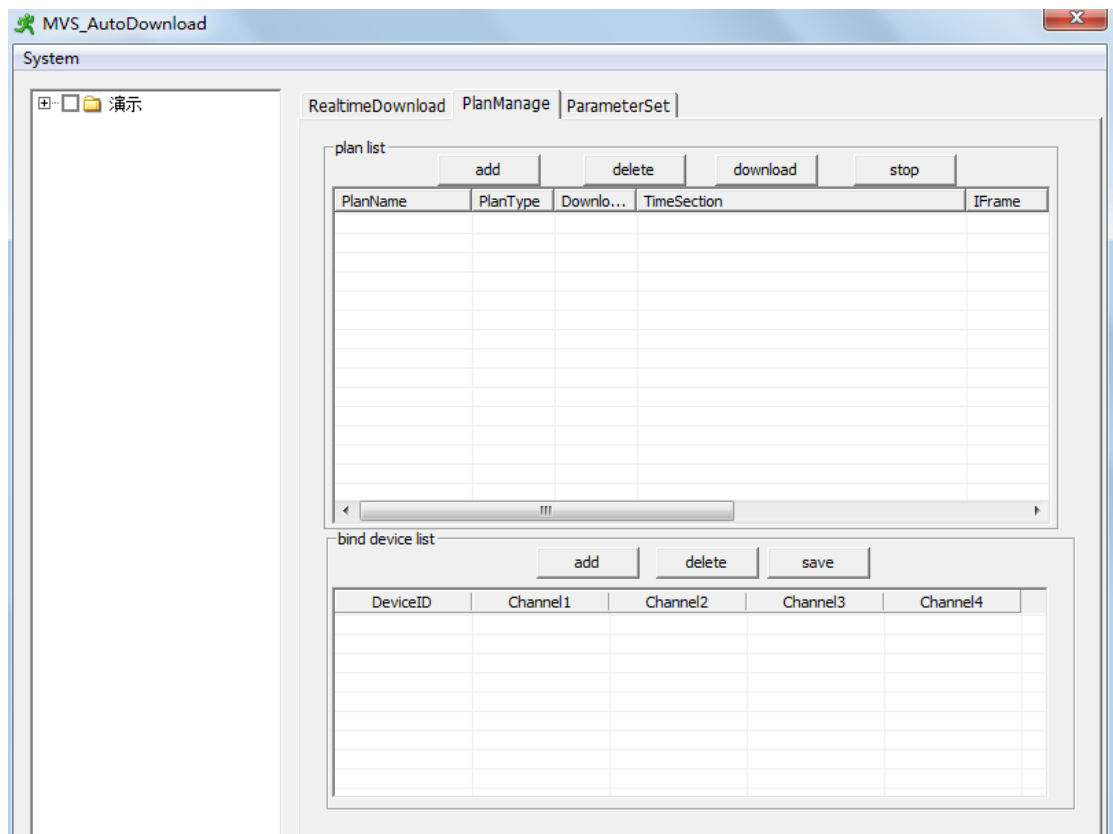 MVS_AutoDownload
System
演示
RealtimeDownload PlanManage ParameterSet
plan list
add delete download stop
PlanName PlanType Downlo... TimeSection IFrame
bind device list
add delete save
DeviceID Channel1 Channel2 Channel3 Channel4